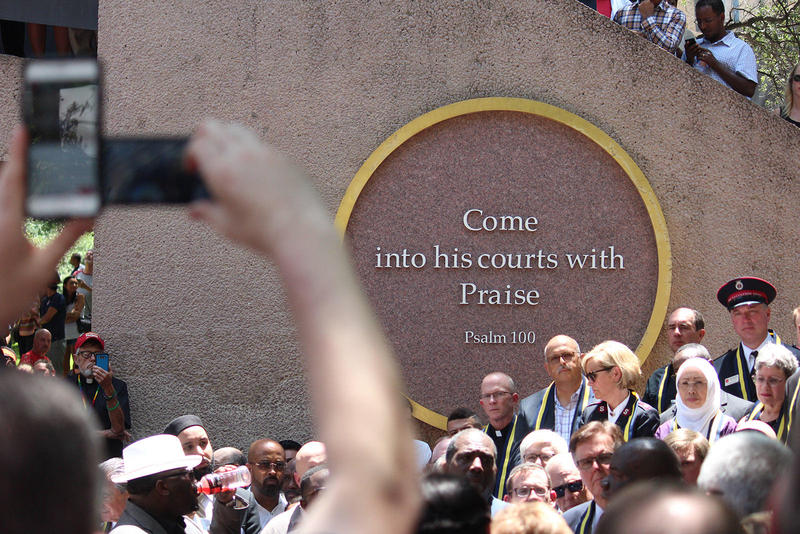 Come
into his courts with
Praise
Psalm 100